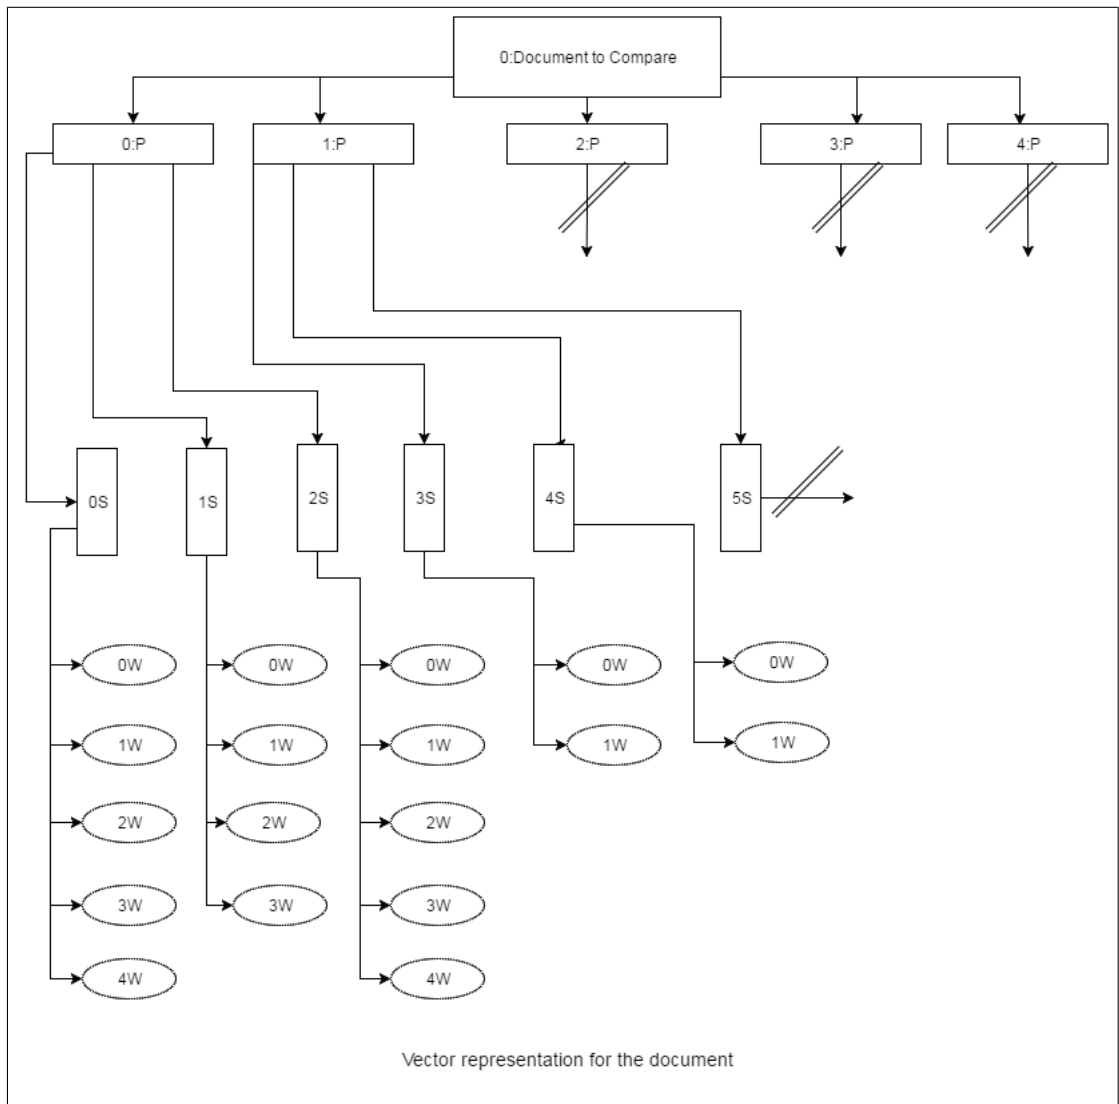 0:Document to Compare
0:P
1:P
2:P
3:P
4:P
0S
1S
2S
3S
4S
5S
0W
0W
0W
0W
0W
1W
1W
1W
1W
1W
2W
2W
2W
3W
3W
3W
4W
4W
Vector representation for the document